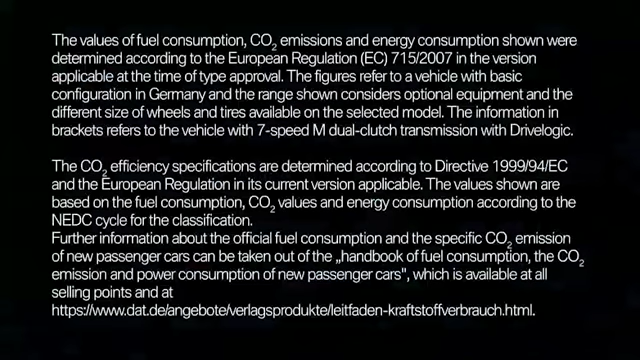 The values of fuel consumption, CO₂ emissions and energy consumption shown were
determined according to the European Regulation (EC) 715/2007 in the version
applicable at the time of type approval. The figures refer to a vehicle with basic
configuration in Germany and the range shown considers optional equipment and the
different size of wheels and tires available on the selected model. The information in
brackets refers to the vehicle with 7-speed M dual-clutch transmission with Drivelogic.
The CO₂ efficiency specifications are determined according to Directive 1999/94/EC
and the European Regulation in its current version applicable. The values shown are
based on the fuel consumption, CO₂ values and energy consumption according to the
NEDC cycle for the classification.
Further information about the official fuel consumption and the specific CO₂ emission
of new passenger cars can be taken out of the „handbook of fuel consumption, the CO₂
emission and power consumption of new passenger cars", which is available at all
selling points and at
https://www.dat.de/angebote/verlagsprodukte/leitfaden-kraftstoffverbrauch.html.